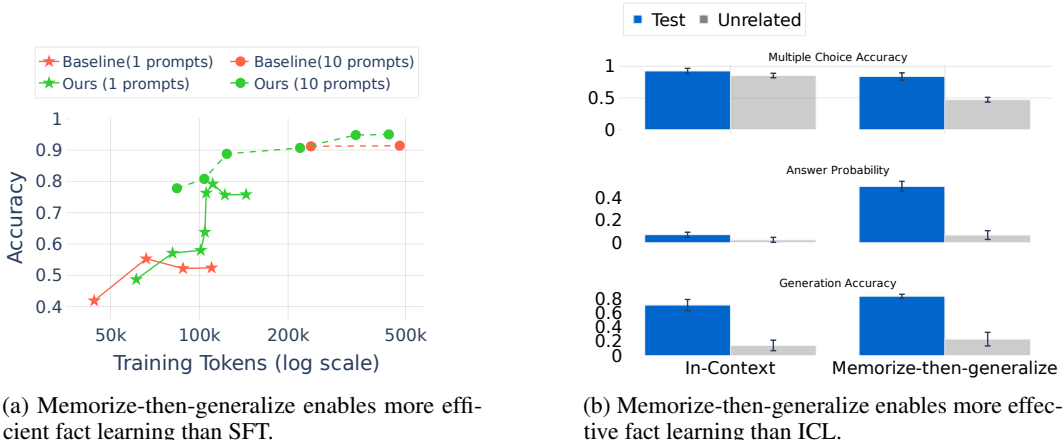 Baseline(1 prompts)
Baseline(10 prompts)
Ours (1 prompts)
Ours (10 prompts)
1
0.9
0.8
0.7
0.6
0.5
0.4
Accuracy
50k
100k
200k
500k
Training Tokens (log scale)
(a) Memorize-then-generalize enables more effi-
cient fact learning than SFT.
Test
Unrelated
Multiple Choice Accuracy
1
0.5
0
Answer Probability
0.4
0.2
0
Generation Accuracy
0.8
0.6
0.4
0.2
0
In-Context
Memorize-then-generalize
(b) Memorize-then-generalize enables more effec-
tive fact learning than ICL.